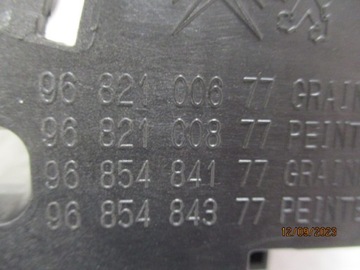 96 821 006 77 GRAIN
96 821 008 77 PEINT
96 854 841 77 GRAIN
96 854 843 77 PEINT
12/09/2023